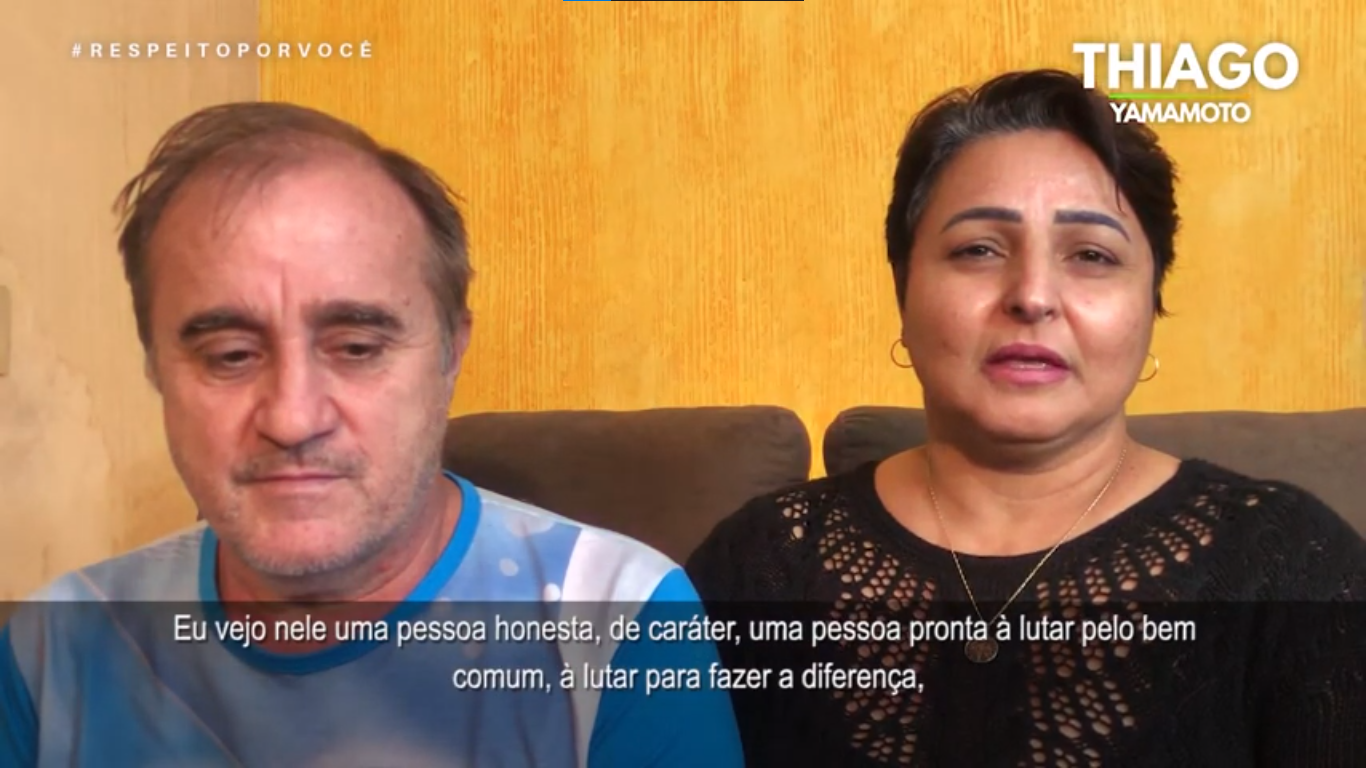 #RESPEITOPORVOCÊ
THIAGO
YAMAMOTO
Eu vejo nele uma pessoa honesta, de caráter, uma pessoa pronta à lutar pelo bem
comum, à lutar para fazer a diferença,